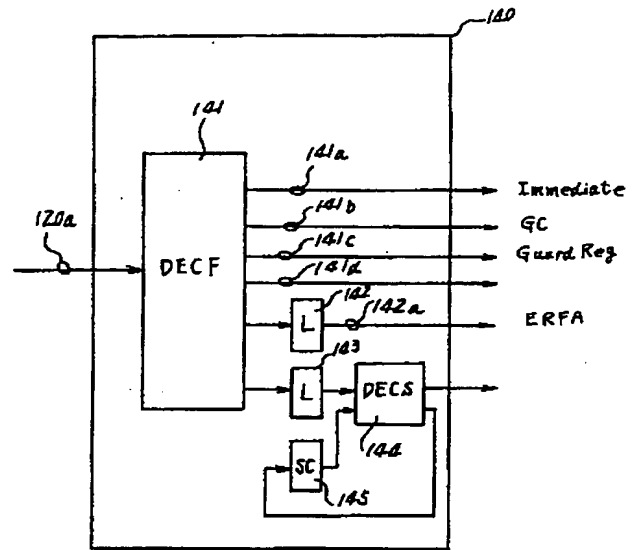 140
141
141a
Immediate
141b
GC
120a
141c
Guard Reg
DECF
141d
142
142a
L
ERFA
143
L
DECS
144
SC
145